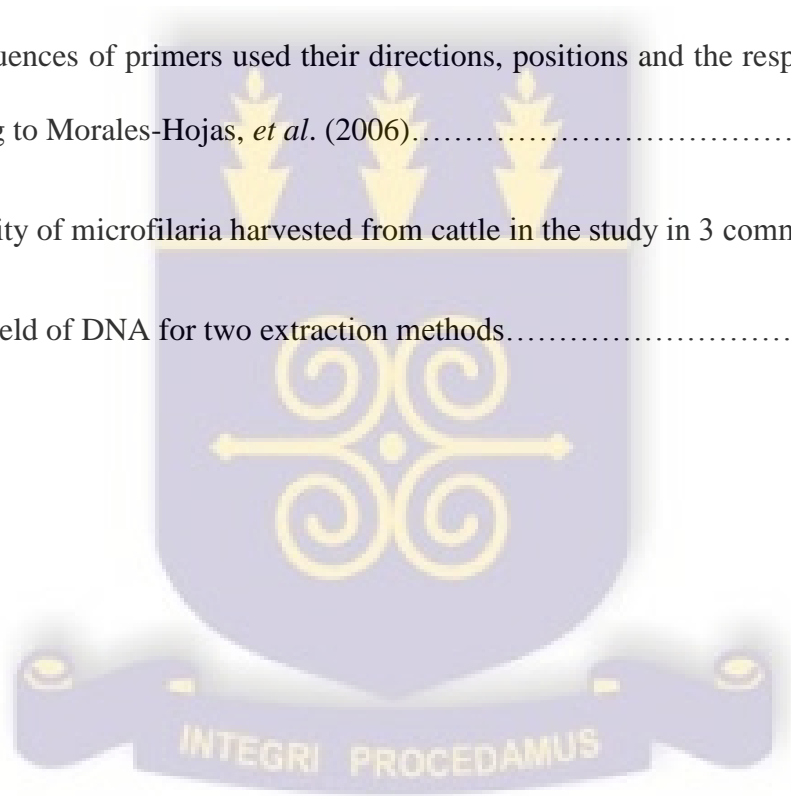 uences of primers used their directions, positions and the resp
g to Morales-Hojas, et al. (2006)……………………………………
ity of microfilaria harvested from cattle in the study in 3 comm
eld of DNA for two extraction methods…………………………
INTEGRI PROCEDAMUS